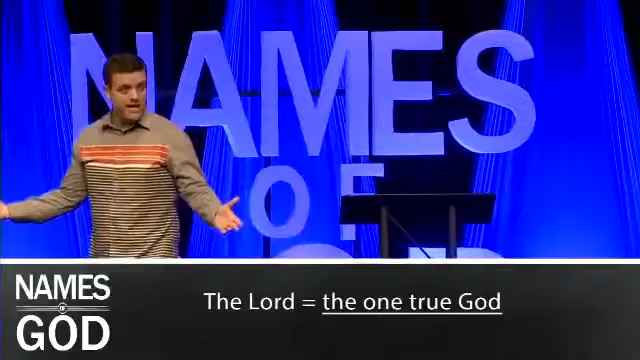 NAMES
OF
NAMES
OF
GOD
The Lord = the one true God